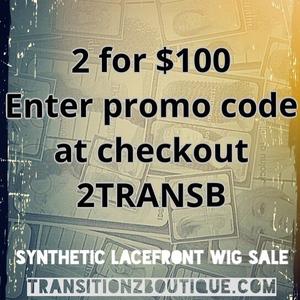 2 for $100
Enter promo code
at checkout
2TRANSB
SYNTHETIC LACEFRONT WIG SALE
TRANSITIONZBOUTIQUE.COM